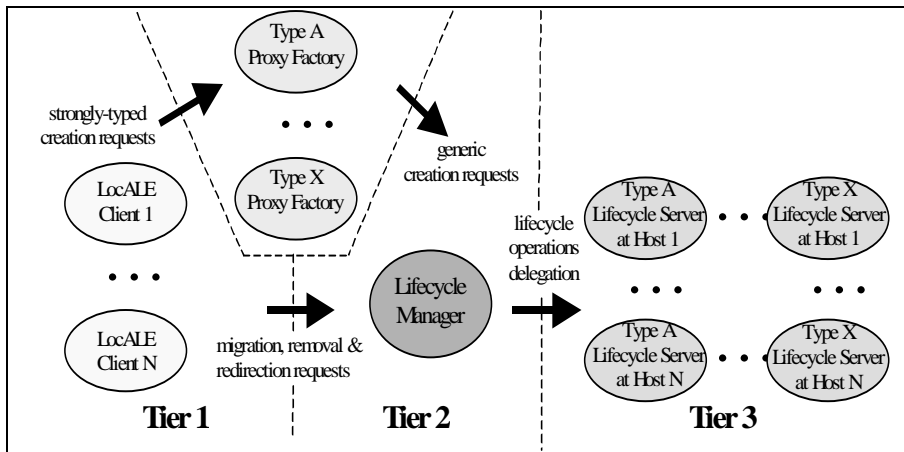 Type A
Proxy Factory
strongly-typed
creation requests
generic
creation requests
Type X
Proxy Factory
LocALE
Client 1
Type A
Lifecycle Server
at Host 1
Type X
Lifecycle Server
at Host 1
lifecycle
operations
delegation
Lifecycle
Manager
LocALE
Client N
migration, removal &
redirection requests
Type A
Lifecycle Server
at Host N
Type X
Lifecycle Server
at Host N
Tier 1
Tier 2
Tier 3